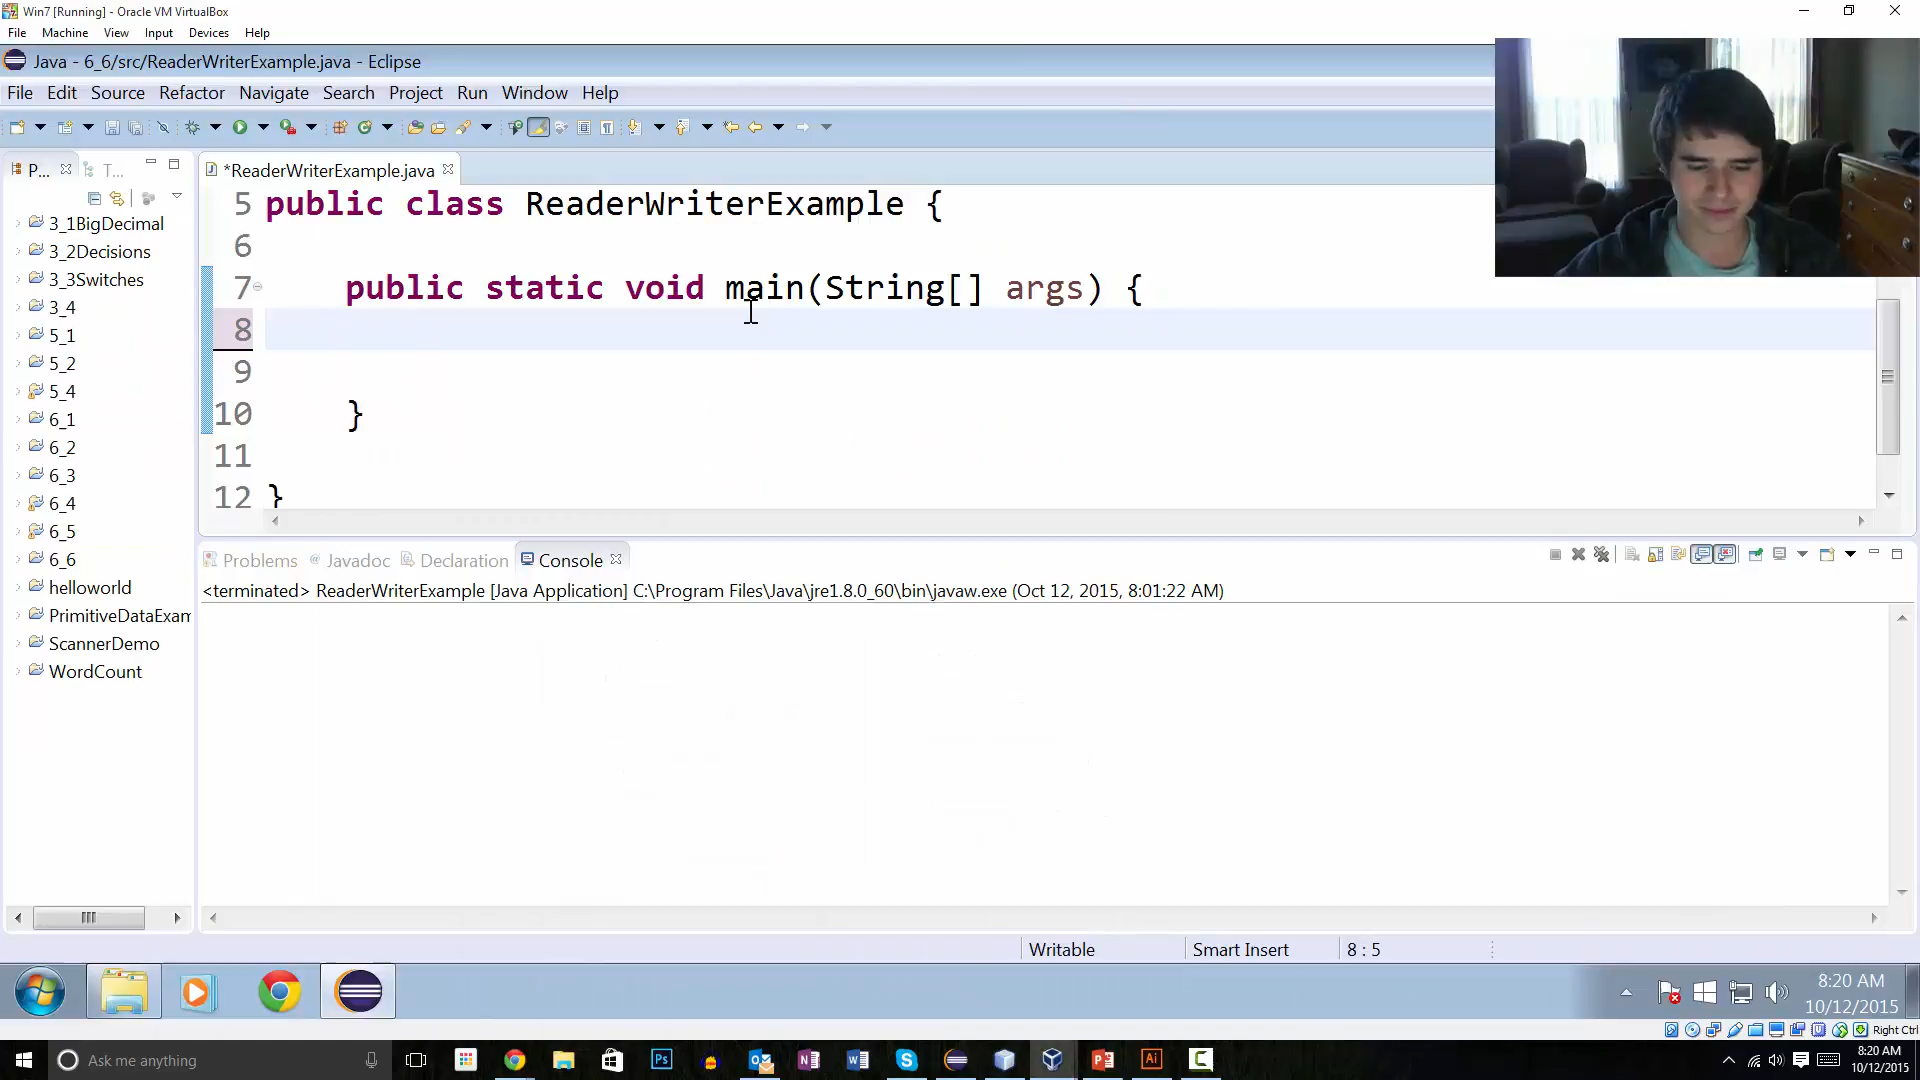 Win7 [Running] - Oracle VM VirtualBox
File Machine View Input Devices Help
Java - 6_6/src/ReaderWriterExample.java - Eclipse
File Edit Source Refactor Navigate Search Project Run Window Help
P... T...
*ReaderWriterExample.java
5 public class ReaderWriterExample {
6
7 public static void main(String[] args) {
8
9
10 }
11
12 }
3_1BigDecimal
3_2Decisions
3_3Switches
3_4
5_1
5_2
5_4
6_1
6_2
6_3
6_4
6_5
6_6
helloworld
PrimitiveDataExam
ScannerDemo
WordCount
Problems @ Javadoc Declaration Console
<terminated> ReaderWriterExample [Java Application] C:\Program Files\Java\jre1.8.0_60\bin\javaw.exe (Oct 12, 2015, 8:01:22 AM)
Writable Smart Insert 8 : 5
8:20 AM
10/12/2015
Right Ctrl
Ask me anything
Ps
Ai
8:20 AM
10/12/2015